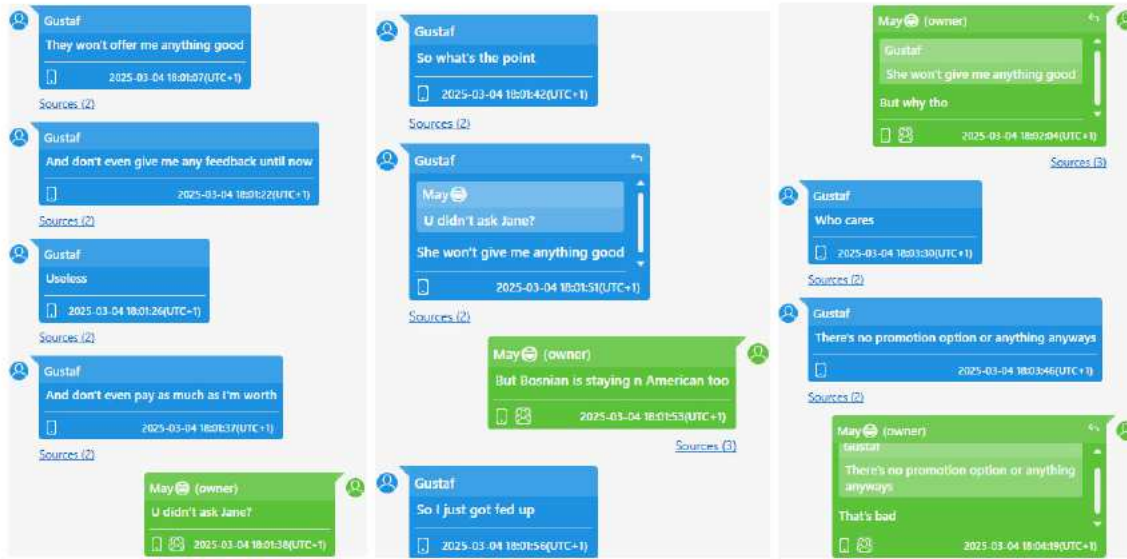 Gustaf
They won't offer me anything good
2025-03-04 18:01:07(UTC+1)
Sources (2)
Gustaf
And don't even give me any feedback until now
2025-03-04 18:01:22(UTC+1)
Sources (2)
Gustaf
Useless
2025-03-04 18:01:26(UTC+1)
Sources (2)
Gustaf
And don't even pay as much as I'm worth
2025-03-04 18:01:37(UTC+1)
Sources (2)
May😂 (owner)
U didn't ask Jane?
2025-03-04 18:01:38(UTC+1)
Gustaf
So what's the point
2025-03-04 18:01:42(UTC+1)
Sources (2)
Gustaf
May😂
U didn't ask Jane?
She won't give me anything good
2025-03-04 18:01:51(UTC+1)
Sources (2)
May😂 (owner)
But Bosnian is staying n American too
2025-03-04 18:01:53(UTC+1)
Sources (3)
Gustaf
So I just got fed up
2025-03-04 18:01:56(UTC+1)
May😂 (owner)
Gustaf
She won't give me anything good
But why tho
2025-03-04 18:02:04(UTC+1)
Sources (3)
Gustaf
Who cares
2025-03-04 18:03:30(UTC+1)
Sources (2)
Gustaf
There's no promotion option or anything anyways
2025-03-04 18:03:46(UTC+1)
Sources (2)
May😂 (owner)
Gustaf
There's no promotion option or anything
anyways
That's bad
2025-03-04 18:04:19(UTC+1)